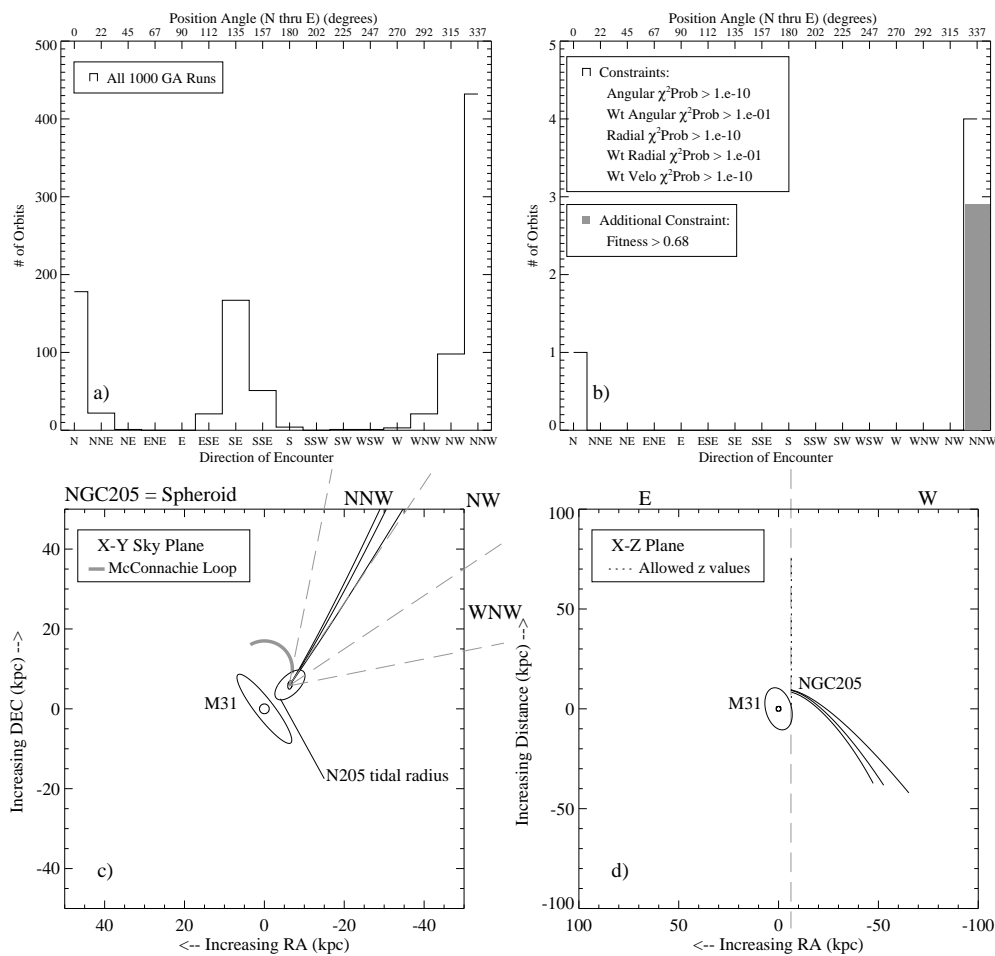 Position Angle (N thru E) (degrees)
0 22 45 67 90 112 135 157 180 202 225 247 270 292 315 337
500
400
300
200
100
0
# of Orbits
All 1000 GA Runs
a)
N NNE NE ENE E ESE SE SSE S SSW SW WSW W WNW NW NNW
Direction of Encounter
Position Angle (N thru E) (degrees)
0 22 45 67 90 112 135 157 180 202 225 247 270 292 315 337
5
4
3
2
1
0
# of Orbits
Constraints:
Angular χ²Prob > 1.e-10
Wt Angular χ²Prob > 1.e-01
Radial χ²Prob > 1.e-10
Wt Radial χ²Prob > 1.e-01
Wt Velo χ²Prob > 1.e-10
Additional Constraint:
Fitness > 0.68
b)
N NNE NE ENE E ESE SE SSE S SSW SW WSW W WNW NW NNW
Direction of Encounter
NGC205 = Spheroid
NNW
NW
WNW
X-Y Sky Plane
McConnachie Loop
M31
N205 tidal radius
c)
40
20
0
-20
-40
Increasing DEC (kpc) -->
40 20 0 -20 -40
<-- Increasing RA (kpc)
E
W
X-Z Plane
Allowed z values
NGC205
M31
d)
100
50
0
-50
-100
Increasing Distance (kpc) -->
100 50 0 -50 -100
<-- Increasing RA (kpc)